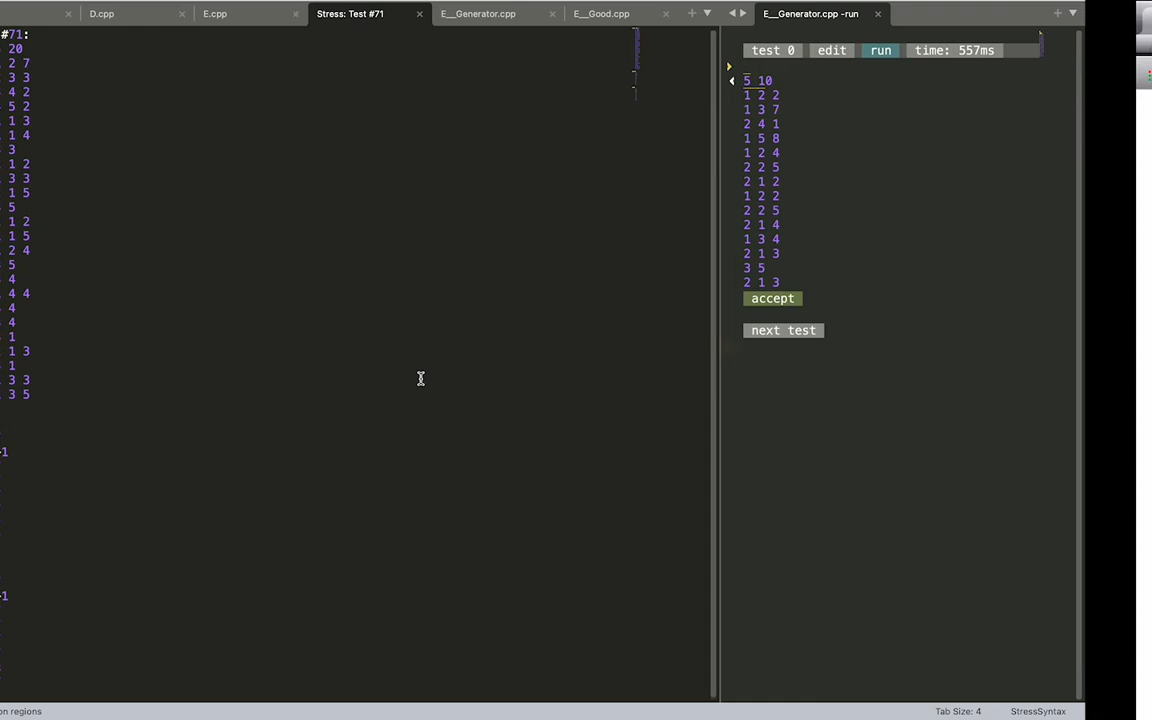 D.cpp
E.cpp
Stress: Test #71
E__Generator.cpp
E__Good.cpp
E__Generator.cpp -run
#71:
20
2 7
3 3
4 2
5 2
1 3
1 4
3
1 2
3 3
1 5
5
1 2
1 5
2 4
5
4
4 4
4
4
1
1 3
1
3 3
3 5
1
1
test 0 edit run time: 557ms
5 10
1 2 2
1 3 7
2 4 1
1 5 8
1 2 4
2 2 5
2 1 2
1 2 2
2 2 5
2 1 4
1 3 4
2 1 3
3 5
2 1 3
accept
next test
on regions
Tab Size: 4
StressSyntax